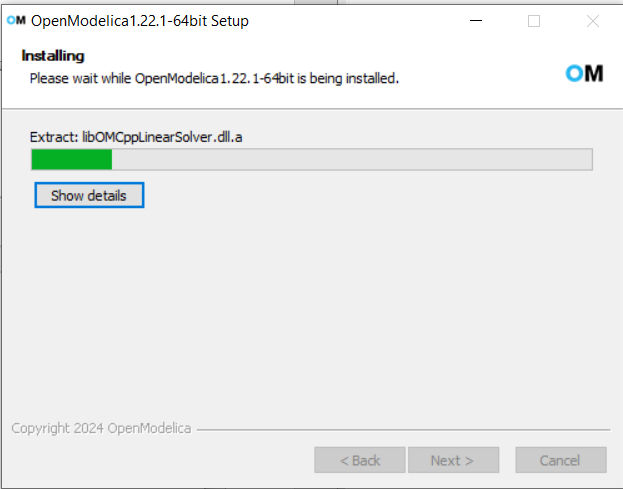 OM OpenModelica1.22.1-64bit Setup
Installing
Please wait while OpenModelica1.22.1-64bit is being installed.
OM
Extract: libOMCppLinearSolver.dll.a
Show details
Copyright 2024 OpenModelica
< Back
Next >
Cancel